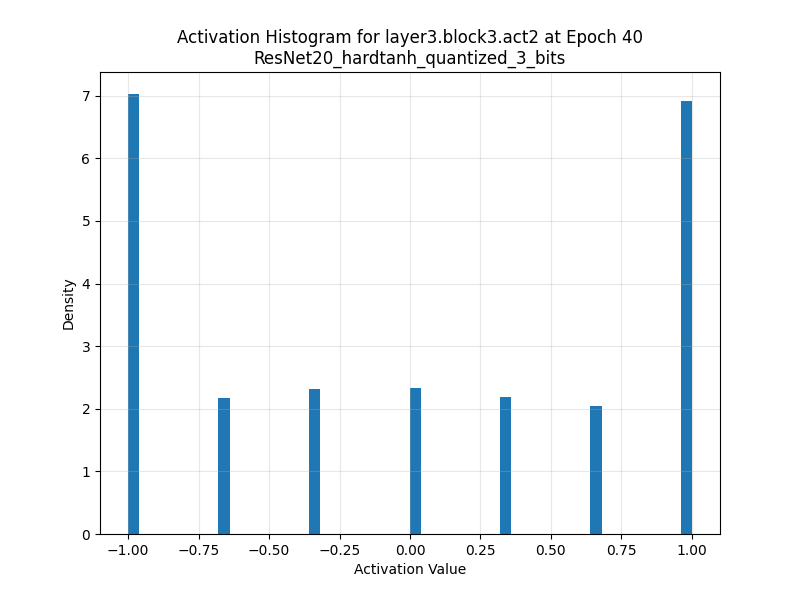 Activation Histogram for layer3.block3.act2 at Epoch 40
ResNet20_hardtanh_quantized_3_bits
7
6
5
4
3
2
1
0
Density
−1.00 −0.75 −0.50 −0.25 0.00 0.25 0.50 0.75 1.00
Activation Value